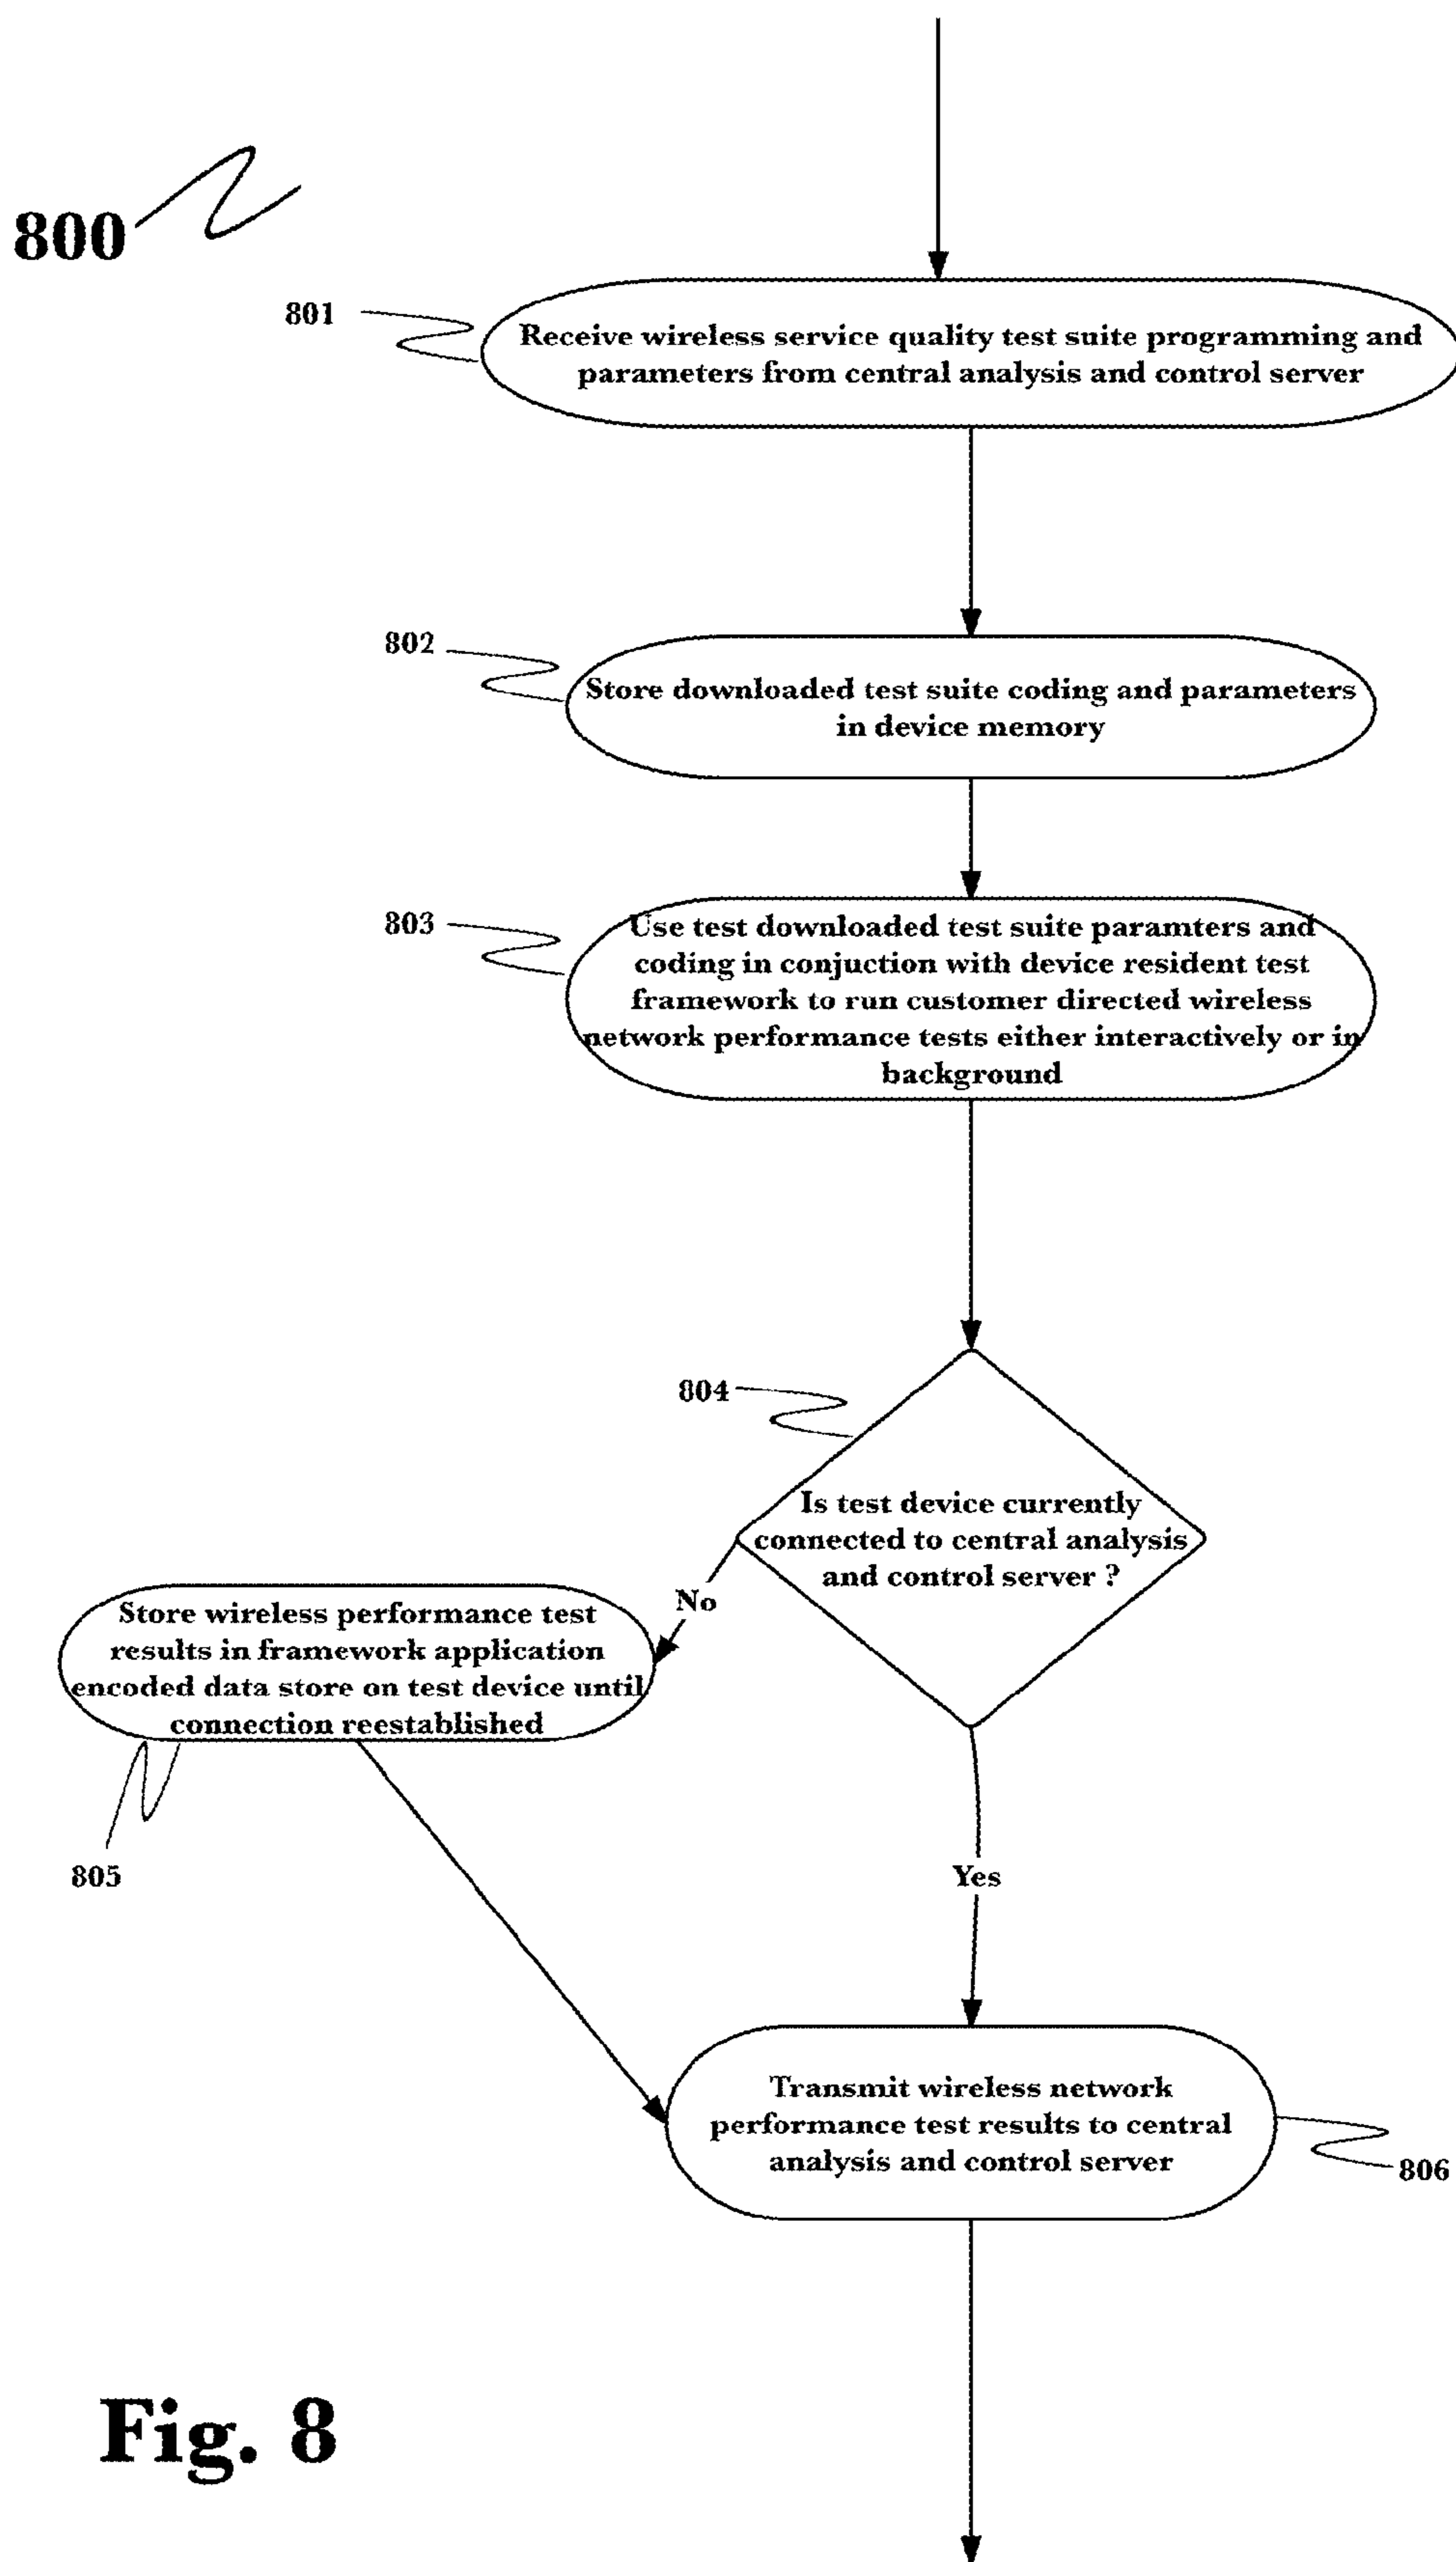 800
801
Receive wireless service quality test suite programming and
parameters from central analysis and control server
802
Store downloaded test suite coding and parameters
in device memory
803
Use test downloaded test suite paramters and
coding in conjuction with device resident test
framework to run customer directed wireless
network performance tests either interactively or in
background
804
Is test device currently
connected to central analysis
and control server ?
No
Store wireless performance test
results in framework application
encoded data store on test device until
connection reestablished
805
Yes
Transmit wireless network
performance test results to central
analysis and control server
806
Fig. 8